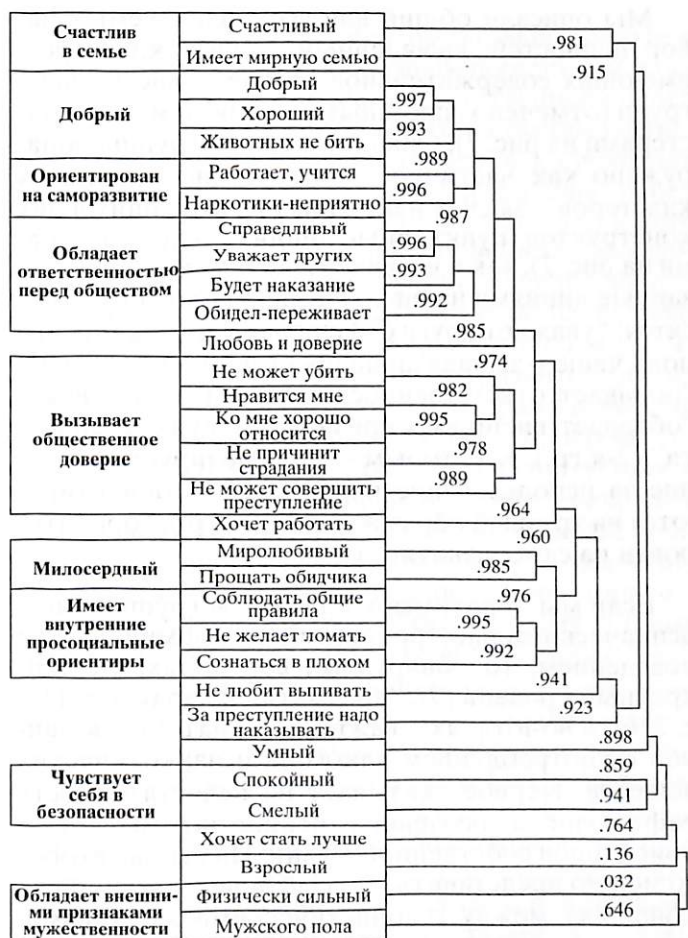 Счастлив
в семье
Счастливый
.981
Имеет мирную семью
.915
Добрый
Добрый
.997
Хороший
.993
Животных не бить
.989
Ориентирован
на саморазвитие
Работает, учится
.996
Наркотики-неприятно
.987
Обладает
ответственностью
перед обществом
Справедливый
.996
Уважает других
.993
Будет наказание
.992
Обидел-переживает
.985
Любовь и доверие
.974
Вызывает
общественное
доверие
Не может убить
.982
Нравится мне
.995
Ко мне хорошо
относится
.978
Не причинит
страдания
.989
Не может совершить
преступление
.964
Хочет работать
.960
Милосердный
Миролюбивый
.985
Прощать обидчика
.976
Имеет
внутренние
просоциальные
ориентиры
Соблюдать общие
правила
.995
Не желает ломать
.992
Сознаться в плохом
.941
Не любит выпивать
.923
За преступление надо
наказывать
.898
Умный
.859
Чувствует
себя в
безопасности
Спокойный
.941
Смелый
.764
Хочет стать лучше
.136
Взрослый
.032
Обладает внешни-
ми признаками
мужественности
Физически сильный
.646
Мужского пола